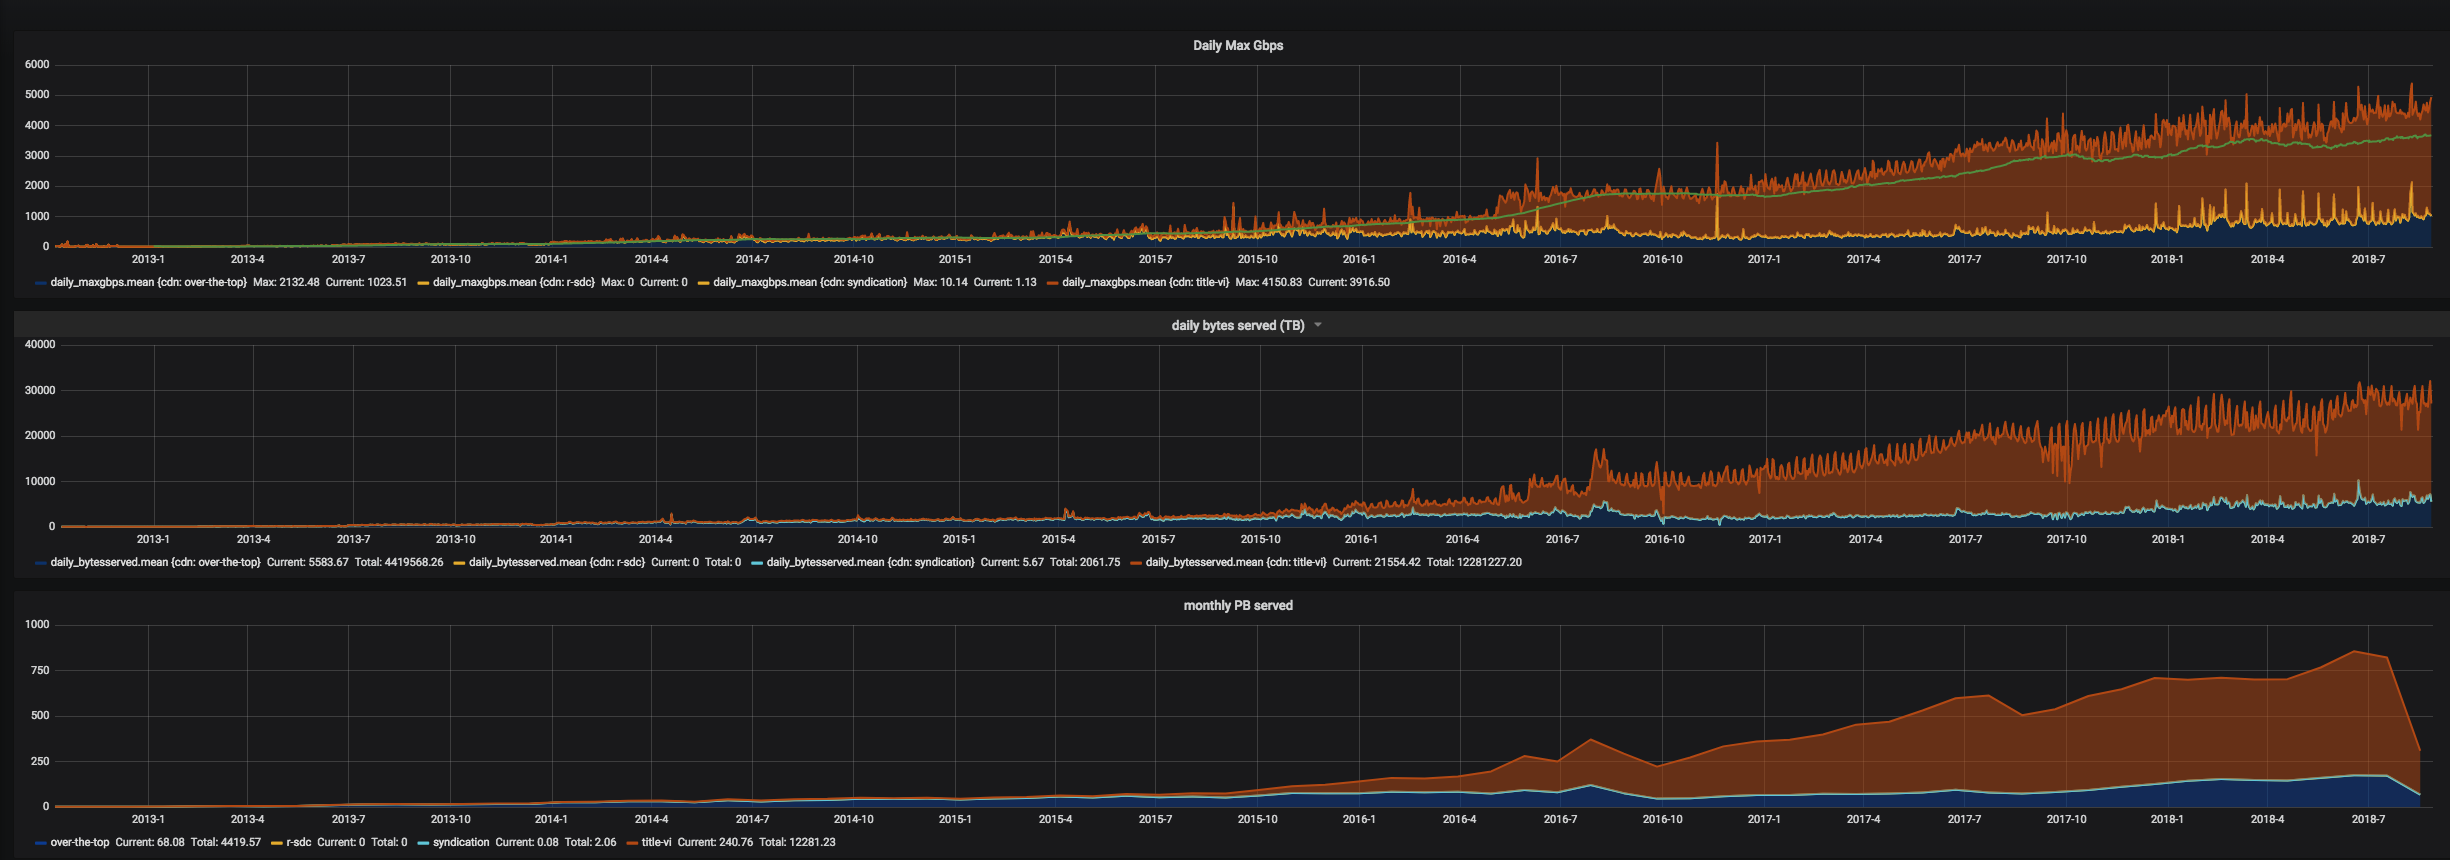 Daily Max Gbps
6000
5000
4000
3000
2000
1000
0
2013-1 2013-4 2013-7 2013-10 2014-1 2014-4 2014-7 2014-10 2015-1 2015-4 2015-7 2015-10 2016-1 2016-4 2016-7 2016-10 2017-1 2017-4 2017-7 2017-10 2018-1 2018-4 2018-7
daily_maxgbps.mean {cdn: over-the-top} Max: 2132.48 Current: 1023.51 daily_maxgbps.mean {cdn: r-sdc} Max: 0 Current: 0 daily_maxgbps.mean {cdn: syndication} Max: 10.14 Current: 1.13 daily_maxgbps.mean {cdn: title-vi} Max: 4150.83 Current: 3916.50
daily bytes served (TB)
40000
30000
20000
10000
0
2013-1 2013-4 2013-7 2013-10 2014-1 2014-4 2014-7 2014-10 2015-1 2015-4 2015-7 2015-10 2016-1 2016-4 2016-7 2016-10 2017-1 2017-4 2017-7 2017-10 2018-1 2018-4 2018-7
daily_bytesserved.mean {cdn: over-the-top} Current: 5583.67 Total: 4419568.26 daily_bytesserved.mean {cdn: r-sdc} Current: 0 Total: 0 daily_bytesserved.mean {cdn: syndication} Current: 5.67 Total: 2061.75 daily_bytesserved.mean {cdn: title-vi} Current: 21554.42 Total: 12281227.20
monthly PB served
1000
750
500
250
0
2013-1 2013-4 2013-7 2013-10 2014-1 2014-4 2014-7 2014-10 2015-1 2015-4 2015-7 2015-10 2016-1 2016-4 2016-7 2016-10 2017-1 2017-4 2017-7 2017-10 2018-1 2018-4 2018-7
over-the-top Current: 68.08 Total: 4419.57 r-sdc Current: 0 Total: 0 syndication Current: 0.08 Total: 2.06 title-vi Current: 240.76 Total: 12281.23